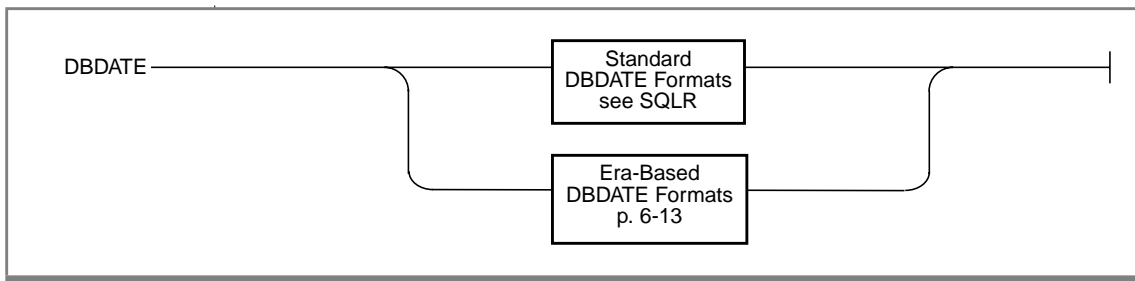 DBDATE
Standard
DBDATE Formats
see SQLR
Era-Based
DBDATE Formats
p. 6-13